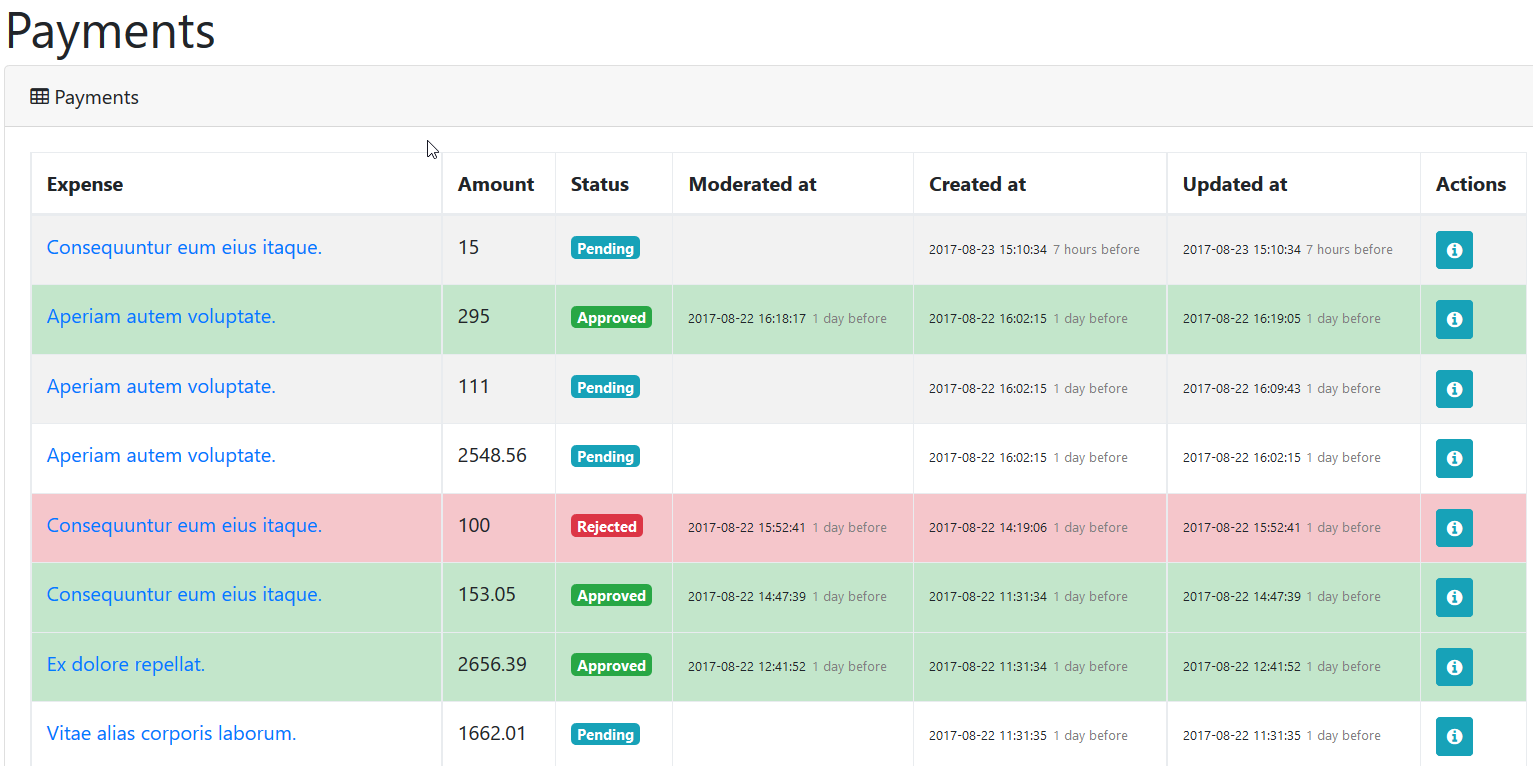 Payments
Payments
Expense Amount Status Moderated at Created at Updated at Actions
Consequuntur eum eius itaque. 15 Pending 2017-08-23 15:10:34 7 hours before 2017-08-23 15:10:34 7 hours before
Aperiam autem voluptate. 295 Approved 2017-08-22 16:18:17 1 day before 2017-08-22 16:02:15 1 day before 2017-08-22 16:19:05 1 day before
Aperiam autem voluptate. 111 Pending 2017-08-22 16:02:15 1 day before 2017-08-22 16:09:43 1 day before
Aperiam autem voluptate. 2548.56 Pending 2017-08-22 16:02:15 1 day before 2017-08-22 16:02:15 1 day before
Consequuntur eum eius itaque. 100 Rejected 2017-08-22 15:52:41 1 day before 2017-08-22 14:19:06 1 day before 2017-08-22 15:52:41 1 day before
Consequuntur eum eius itaque. 153.05 Approved 2017-08-22 14:47:39 1 day before 2017-08-22 11:31:34 1 day before 2017-08-22 14:47:39 1 day before
Ex dolore repellat. 2656.39 Approved 2017-08-22 12:41:52 1 day before 2017-08-22 11:31:34 1 day before 2017-08-22 12:41:52 1 day before
Vitae alias corporis laborum. 1662.01 Pending 2017-08-22 11:31:35 1 day before 2017-08-22 11:31:35 1 day before